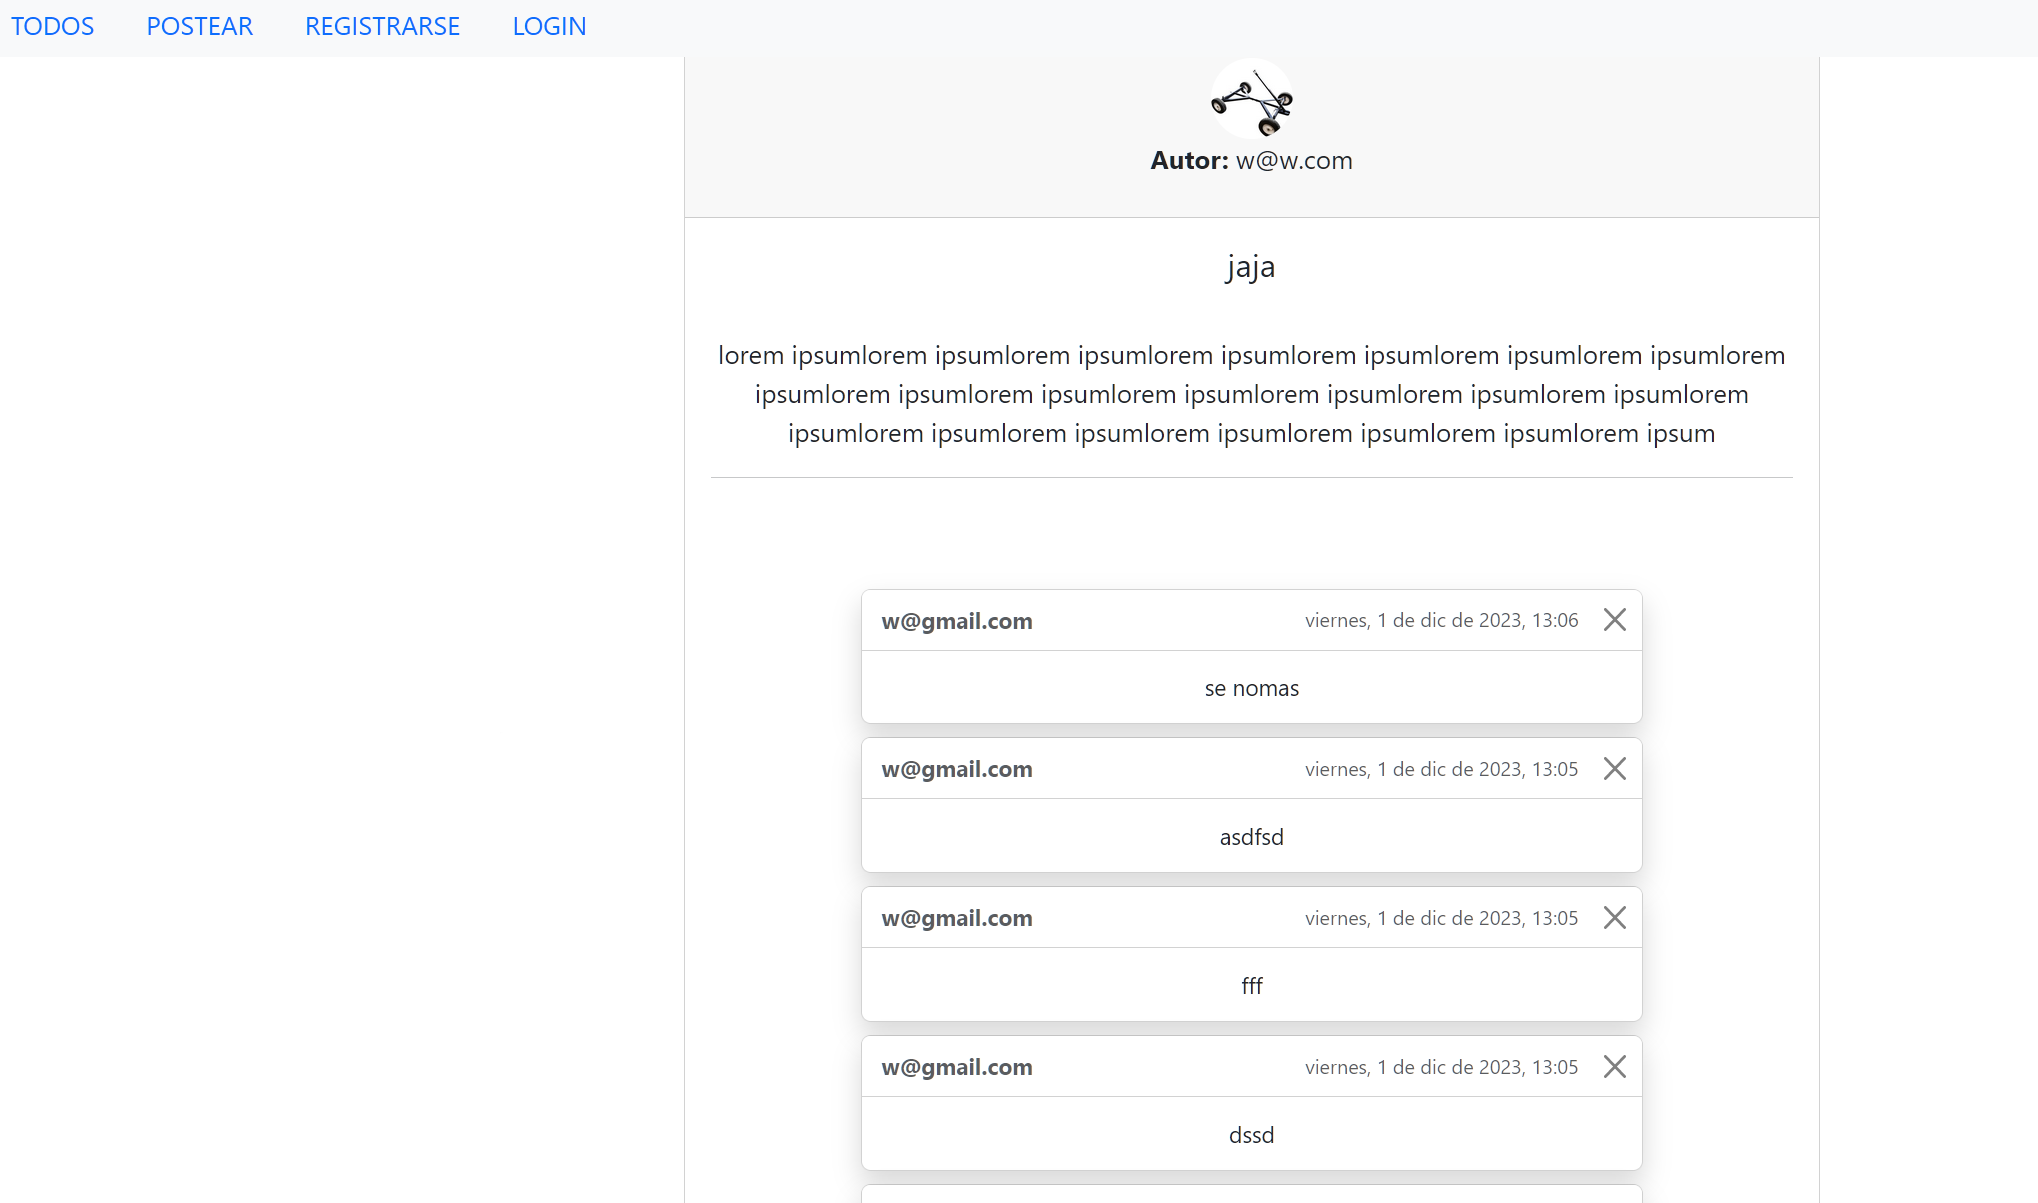 TODOS POSTEAR REGISTRARSE LOGIN
Autor: w@w.com
jaja
lorem ipsumlorem ipsumlorem ipsumlorem ipsumlorem ipsumlorem ipsumlorem ipsumlorem
ipsumlorem ipsumlorem ipsumlorem ipsumlorem ipsumlorem ipsumlorem ipsumlorem
ipsumlorem ipsumlorem ipsumlorem ipsumlorem ipsumlorem ipsumlorem ipsum
w@gmail.com viernes, 1 de dic de 2023, 13:06
se nomas
w@gmail.com viernes, 1 de dic de 2023, 13:05
asdfsd
w@gmail.com viernes, 1 de dic de 2023, 13:05
fff
w@gmail.com viernes, 1 de dic de 2023, 13:05
dssd